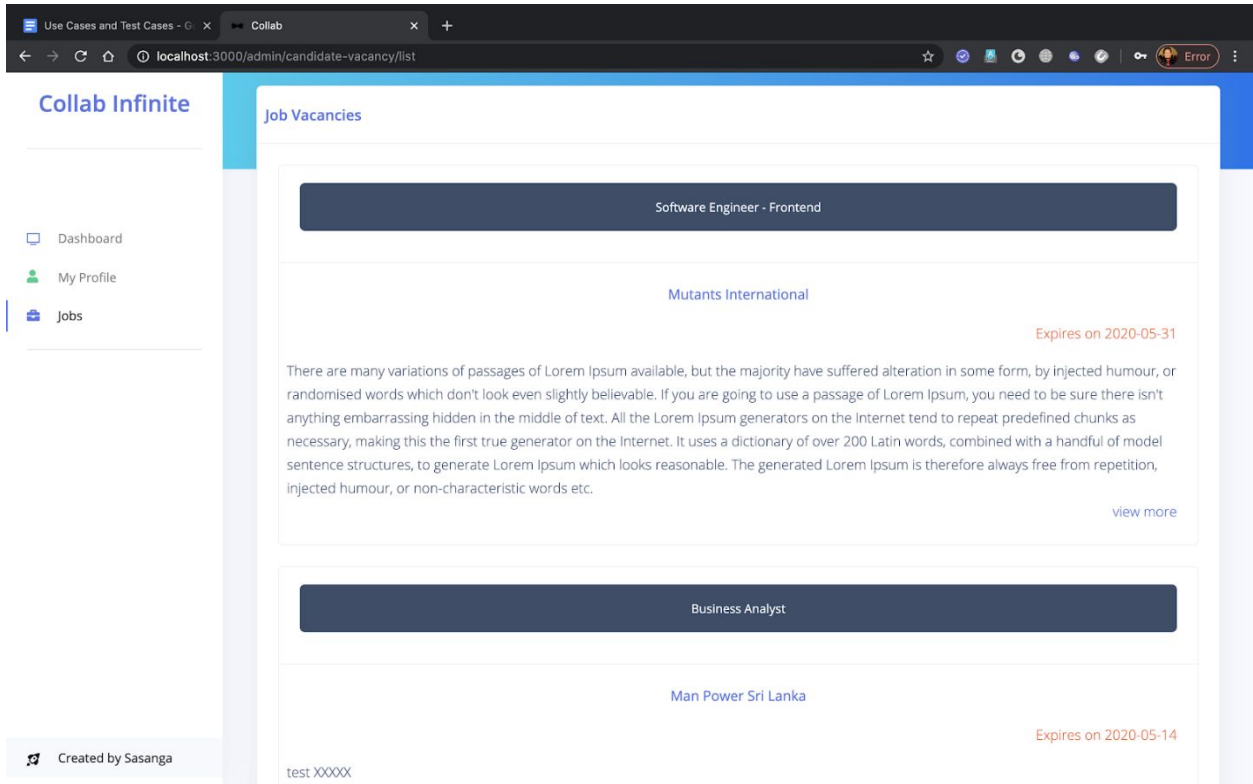 Use Cases and Test Cases - G
Collab
localhost:3000/admin/candidate-vacancy/list
Error
Collab Infinite
Job Vacancies
Software Engineer - Frontend
Dashboard
My Profile
Mutants International
Jobs
Expires on 2020-05-31
There are many variations of passages of Lorem Ipsum available, but the majority have suffered alteration in some form, by injected humour, or
randomised words which don't look even slightly believable. If you are going to use a passage of Lorem Ipsum, you need to be sure there isn't
anything embarrassing hidden in the middle of text. All the Lorem Ipsum generators on the Internet tend to repeat predefined chunks as
necessary, making this the first true generator on the Internet. It uses a dictionary of over 200 Latin words, combined with a handful of model
sentence structures, to generate Lorem Ipsum which looks reasonable. The generated Lorem Ipsum is therefore always free from repetition,
injected humour, or non-characteristic words etc.
view more
Business Analyst
Man Power Sri Lanka
Expires on 2020-05-14
Created by Sasanga
test XXXXX